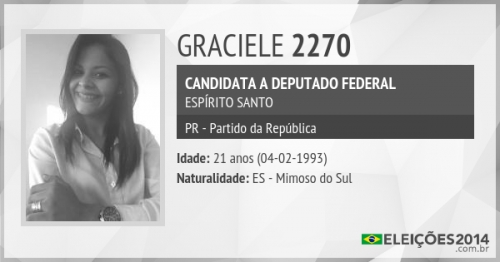 GRACIELE 2270
CANDIDATA A DEPUTADO FEDERAL
ESPÍRITO SANTO
PR - Partido da República
Idade: 21 anos (04-02-1993)
Naturalidade: ES - Mimoso do Sul
ELEIÇÕES2014
.com.br